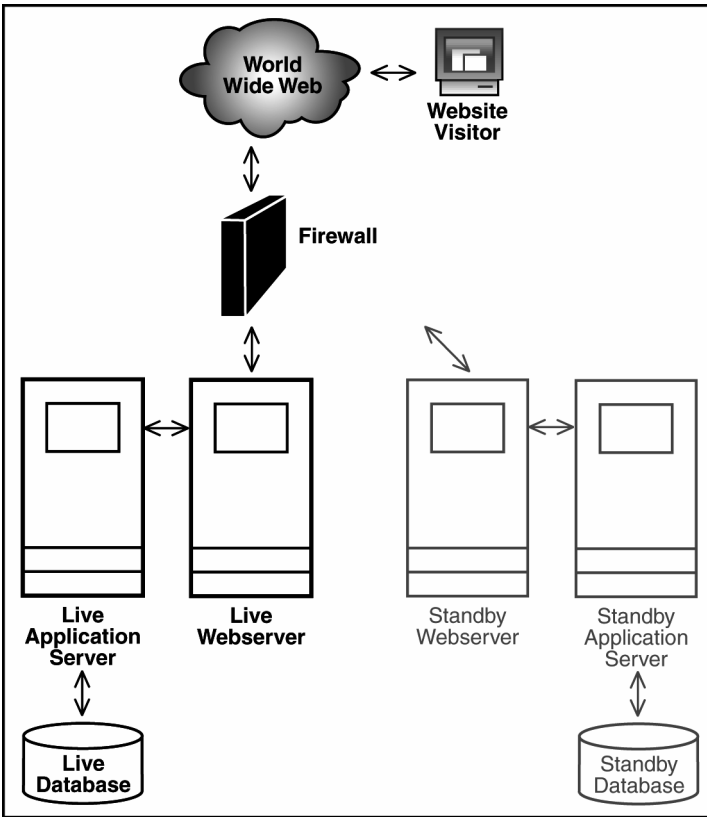 World
Wide Web
Website
Visitor
Firewall
Live
Application
Server
Live
Webserver
Standby
Webserver
Standby
Application
Server
Live
Database
Standby
Database